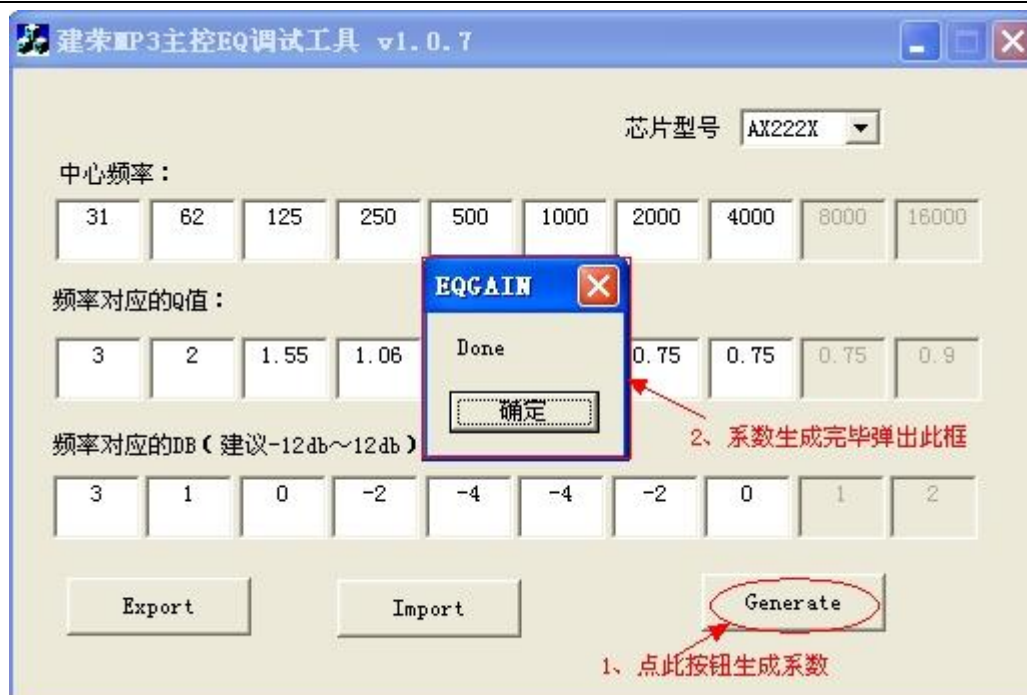 建荣MP3主控EQ调试工具 v1.0.7
芯片型号 AX222X
中心频率：
31 62 125 250 500 1000 2000 4000 8000 16000
EQGAIN
频率对应的Q值：
3 2 1.55 1.06 0.75 0.75 0.75 0.9
Done
确定
2、系数生成完毕弹出此框
频率对应的DB（建议-12db～12db）
3 1 0 -2 -4 -4 -2 0 1 2
Export Import Generate
1、点此按钮生成系数